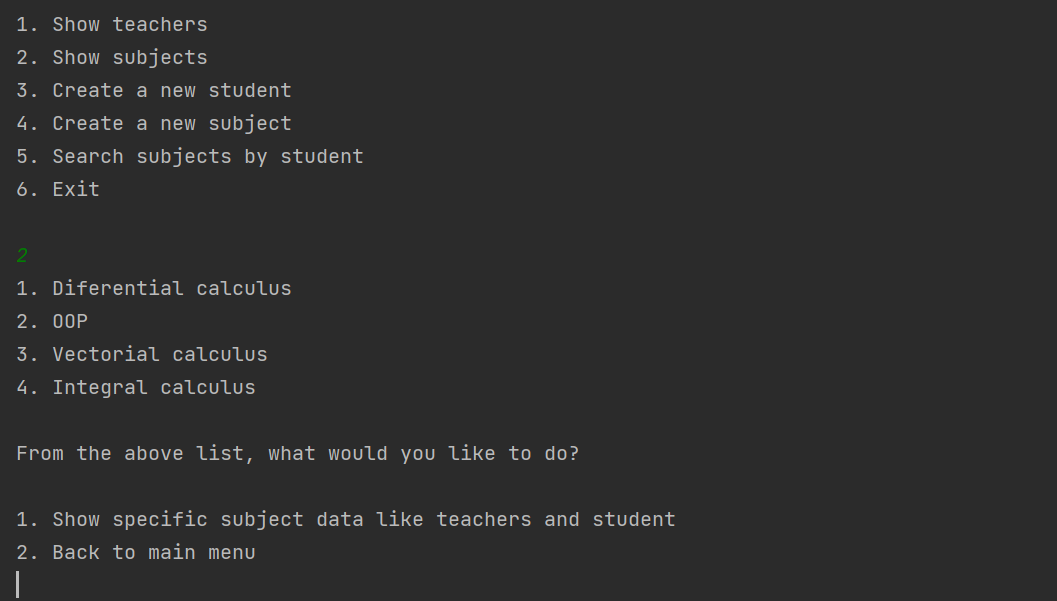 1. Show teachers
2. Show subjects
3. Create a new student
4. Create a new subject
5. Search subjects by student
6. Exit
2
1. Diferential calculus
2. OOP
3. Vectorial calculus
4. Integral calculus
From the above list, what would you like to do?
1. Show specific subject data like teachers and student
2. Back to main menu